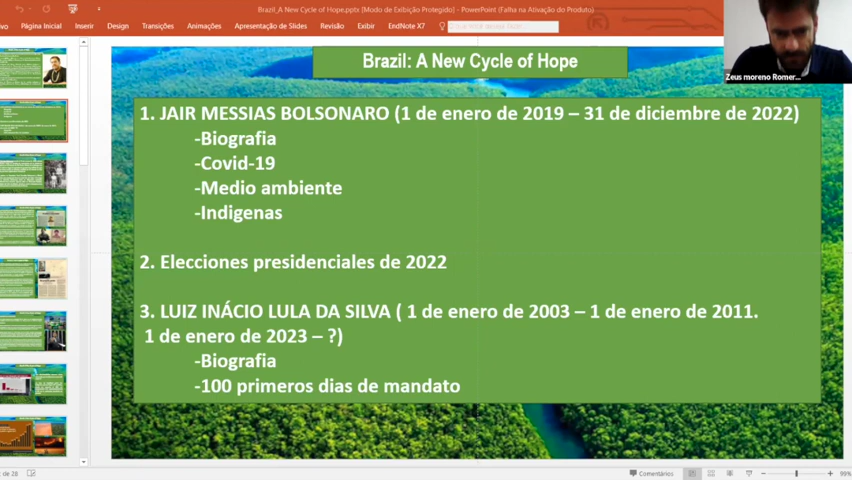 Brazil_A New Cycle of Hope.pptx [Modo de Exibição Protegido] - PowerPoint (Falha na Ativação do Produto)
Página Inicial Inserir Design Transições Animações Apresentação de Slides Revisão Exibir EndNote X7
Zeus moreno Romer...
Brazil: A New Cycle of Hope
1. JAIR MESSIAS BOLSONARO (1 de enero de 2019 – 31 de diciembre de 2022)
-Biografia
-Covid-19
-Medio ambiente
-Indigenas
2. Elecciones presidenciales de 2022
3. LUIZ INÁCIO LULA DA SILVA ( 1 de enero de 2003 – 1 de enero de 2011.
1 de enero de 2023 – ?)
-Biografia
-100 primeros dias de mandato
de 28
Comentários
99%